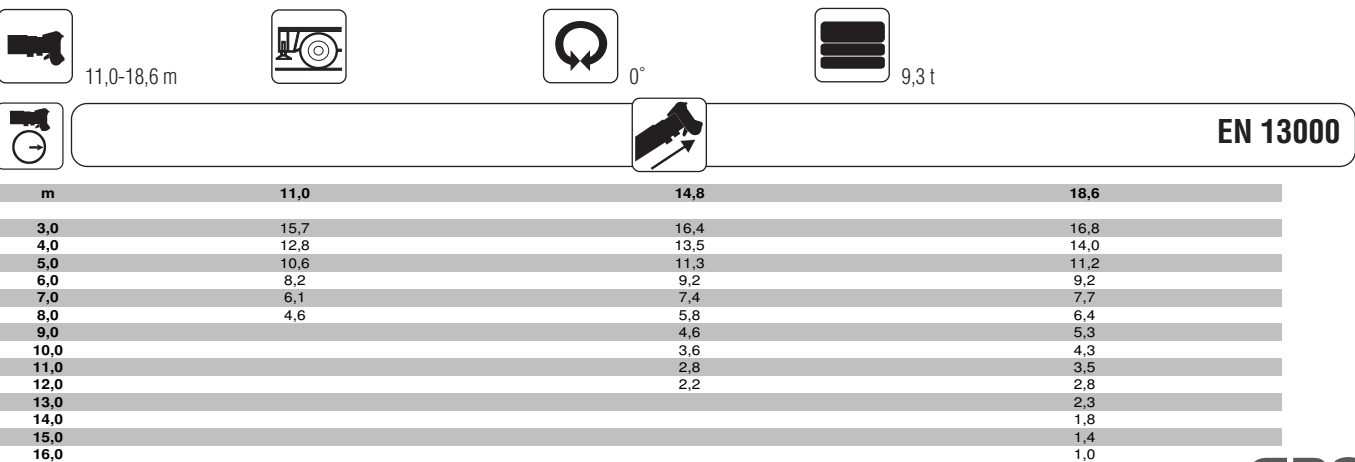 11,0-18,6 m 0° 9,3 t
EN 13000
m 11,0 14,8 18,6
3,0 15,7 16,4 16,8
4,0 12,8 13,5 14,0
5,0 10,6 11,3 11,2
6,0 8,2 9,2 9,2
7,0 6,1 7,4 7,7
8,0 4,6 5,8 6,4
9,0 4,6 5,3
10,0 3,6 4,3
11,0 2,8 3,5
12,0 2,2 2,8
13,0 2,3
14,0 1,8
15,0 1,4
16,0 1,0